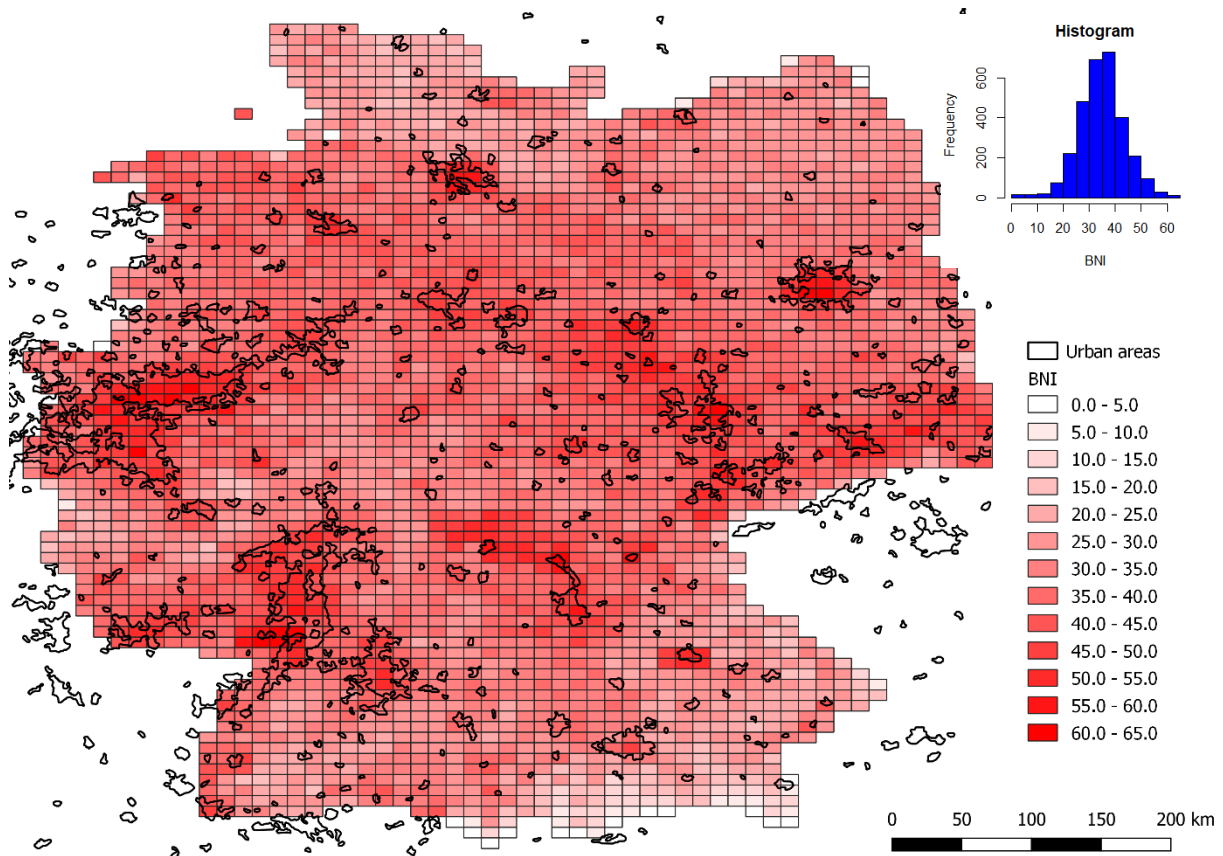 Histogram
Frequency
600
400
200
0
0 10 20 30 40 50 60
BNI
Urban areas
BNI
0.0 - 5.0
5.0 - 10.0
10.0 - 15.0
15.0 - 20.0
20.0 - 25.0
25.0 - 30.0
30.0 - 35.0
35.0 - 40.0
40.0 - 45.0
45.0 - 50.0
50.0 - 55.0
55.0 - 60.0
60.0 - 65.0
0 50 100 150 200 km